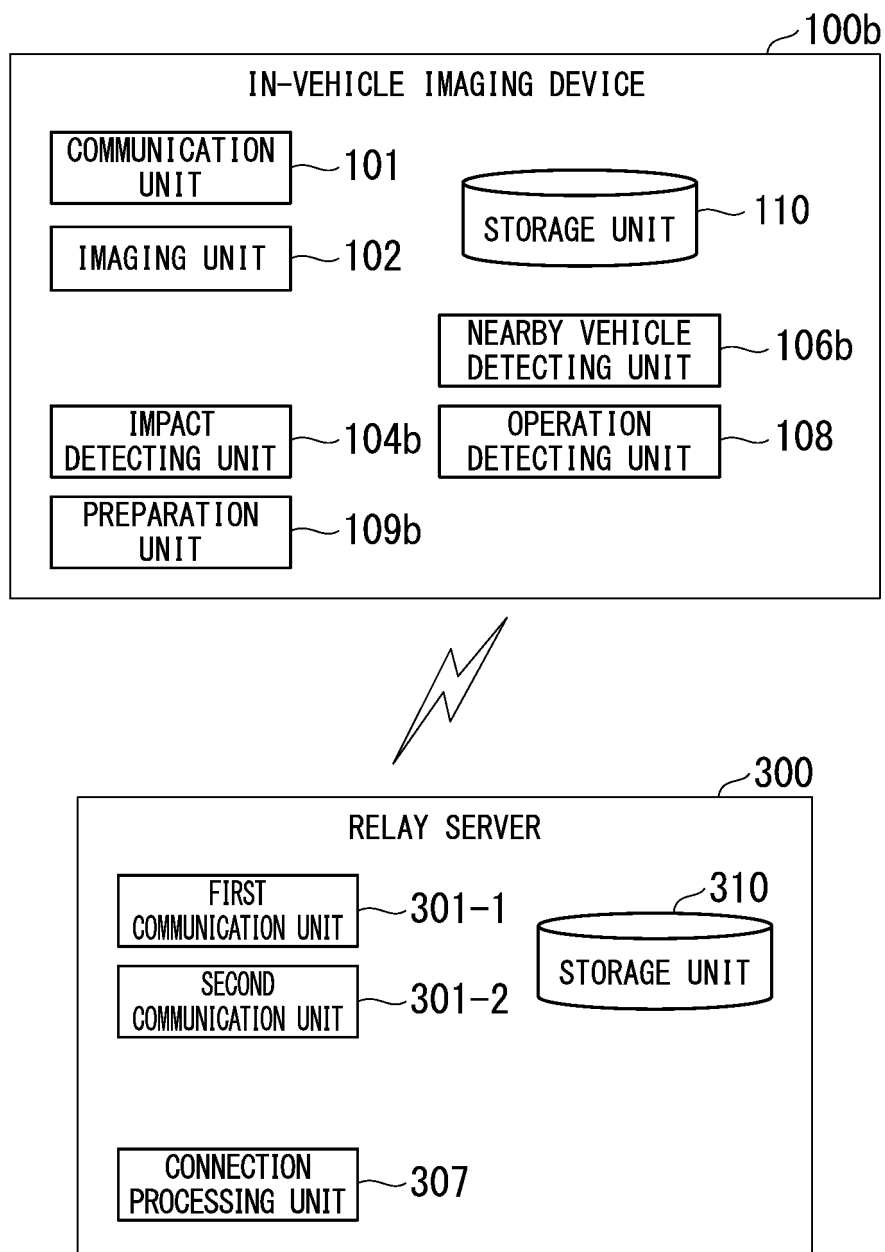 100b
IN-VEHICLE IMAGING DEVICE
COMMUNICATION
UNIT
101
STORAGE UNIT
110
IMAGING UNIT
102
NEARBY VEHICLE
DETECTING UNIT
106b
IMPACT
DETECTING UNIT
104b
OPERATION
DETECTING UNIT
108
PREPARATION
UNIT
109b
300
RELAY SERVER
FIRST
COMMUNICATION UNIT
301-1
310
STORAGE UNIT
SECOND
COMMUNICATION UNIT
301-2
CONNECTION
PROCESSING UNIT
307